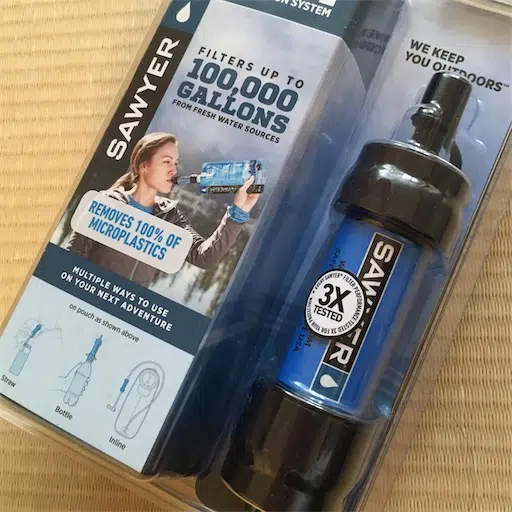 ON SYSTEM
SAWYER
FILTERS UP TO
100,000
GALLONS
FROM FRESH WATER SOURCES
REMOVES 100% OF
MICROPLASTICS
MULTIPLE WAYS TO USE
ON YOUR NEXT ADVENTURE
on pouch as shown above
Straw
Bottle
Inline
WE KEEP
YOU OUTDOORS™
SAWYER
3X
TESTED